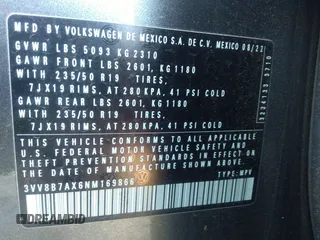 MFD BY VOLKSWAGEN DE MEXICO S.A. DE C.V. MEXICO 08/22
GVWR LBS 5093 KG 2310
GAWR FRONT LBS 2601, KG 1180
WITH 235/50 R19 TIRES,
7JX19 RIMS, AT 280 KPA, 41 PSI COLD
GAWR REAR LBS 2601, KG 1180
WITH 235/50 R19 TIRES,
7JX19 RIMS, AT 280 KPA, 41 PSI COLD
THIS VEHICLE CONFORMS TO ALL APPLICABLE
U.S. FEDERAL MOTOR VEHICLE SAFETY AND
THEFT PREVENTION STANDARDS IN EFFECT
ON THE DATE OF MANUFACTURE SHOWN ABOVE.
3VV8B7AX6NM169866 TYPE: MPV
1234133 3710
DREAMBID